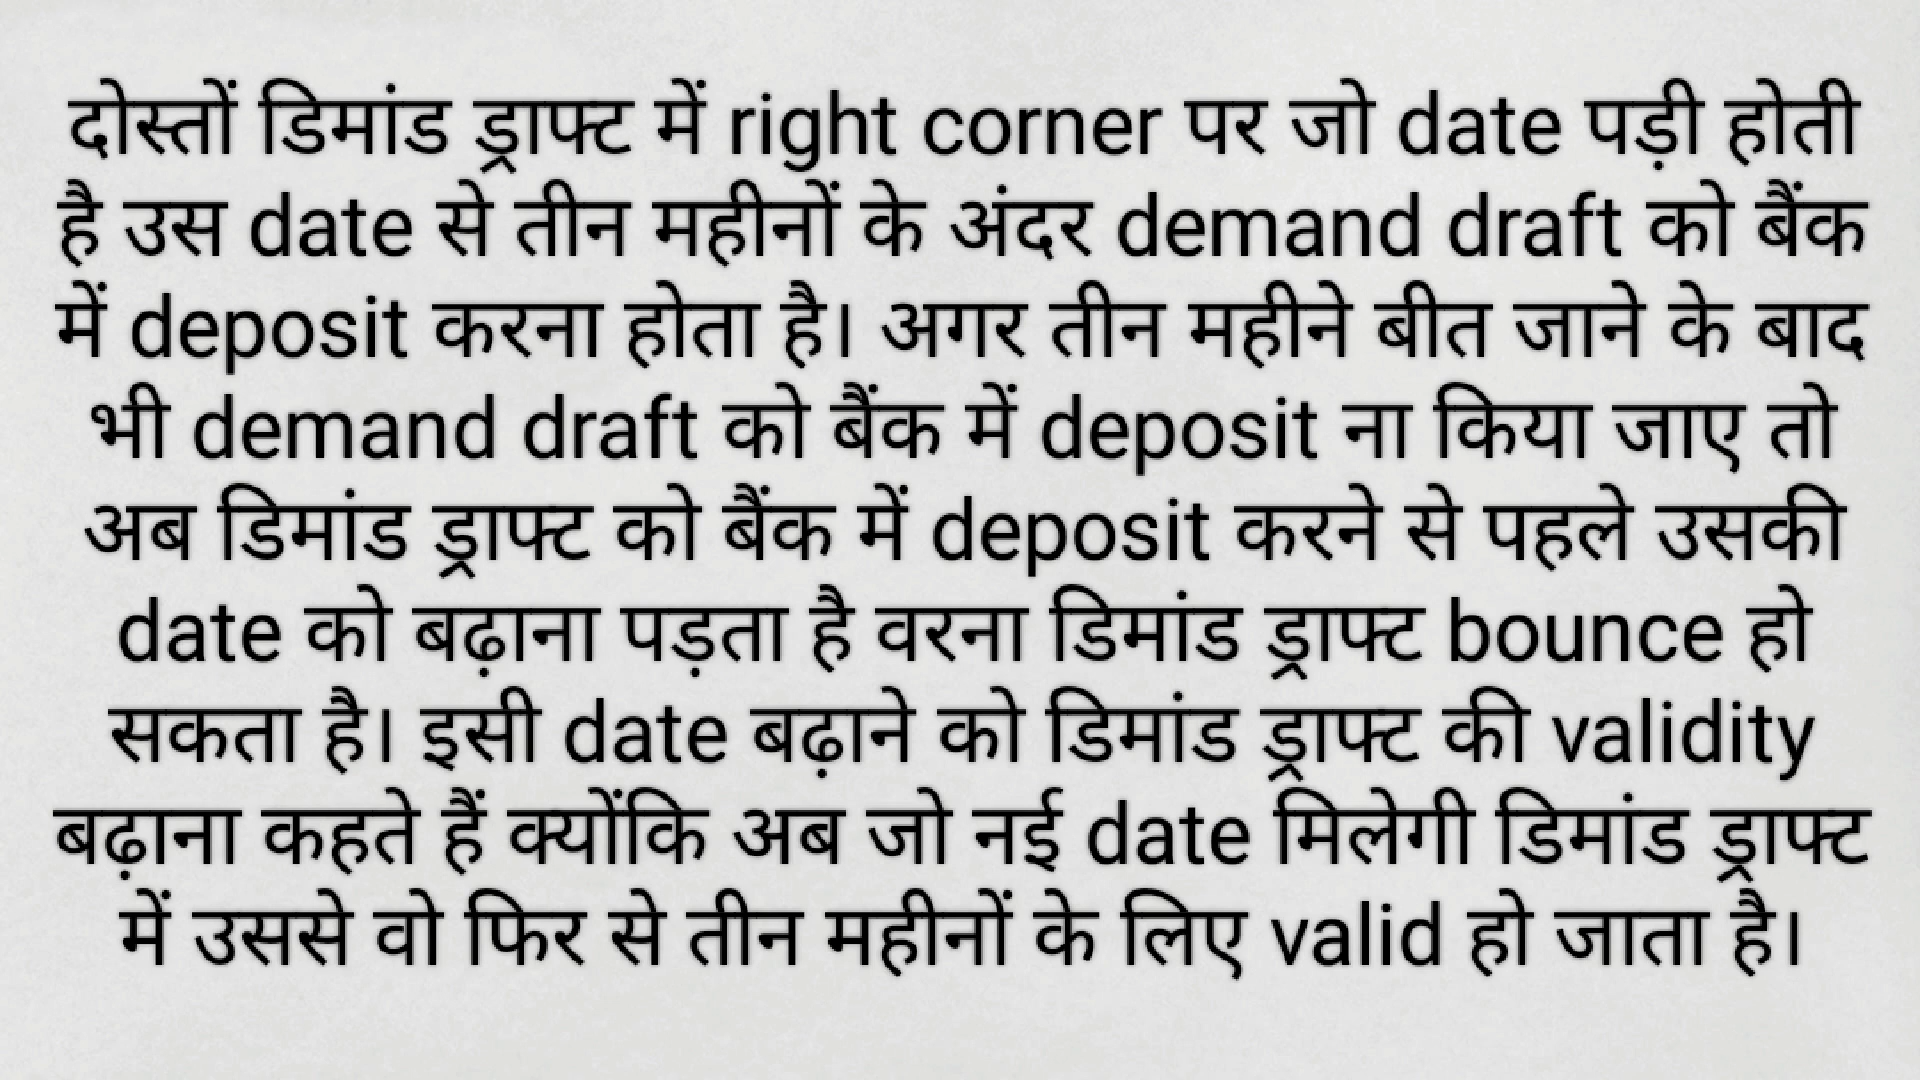 दोस्तों डिमांड ड्राफ्ट में right corner पर जो date पड़ी होती
है उस date से तीन महीनों के अंदर demand draft को बैंक
में deposit करना होता है। अगर तीन महीने बीत जाने के बाद
भी demand draft को बैंक में deposit ना किया जाए तो
अब डिमांड ड्राफ्ट को बैंक में deposit करने से पहले उसकी
date को बढ़ाना पड़ता है वरना डिमांड ड्राफ्ट bounce हो
सकता है। इसी date बढ़ाने को डिमांड ड्राफ्ट की validity
बढ़ाना कहते हैं क्योंकि अब जो नई date मिलेगी डिमांड ड्राफ्ट
में उससे वो फिर से तीन महीनों के लिए valid हो जाता है।